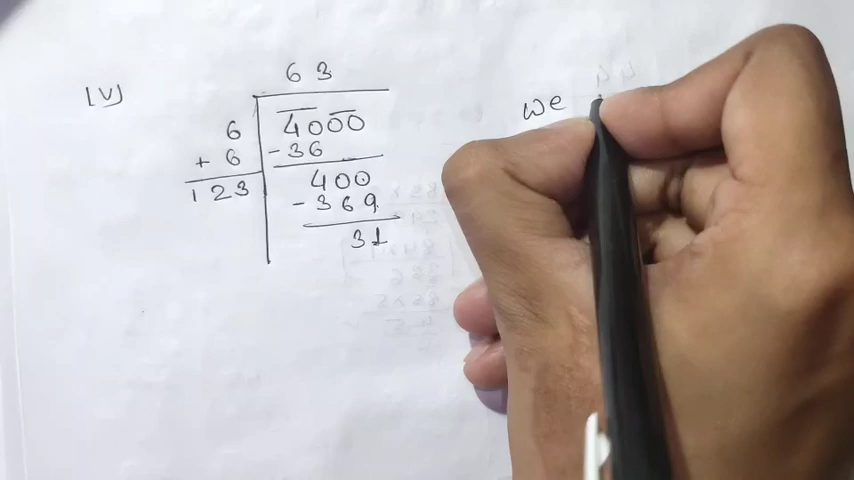 (v)
63
6 4000
+ 6 - 36
123 400
- 369
31
we